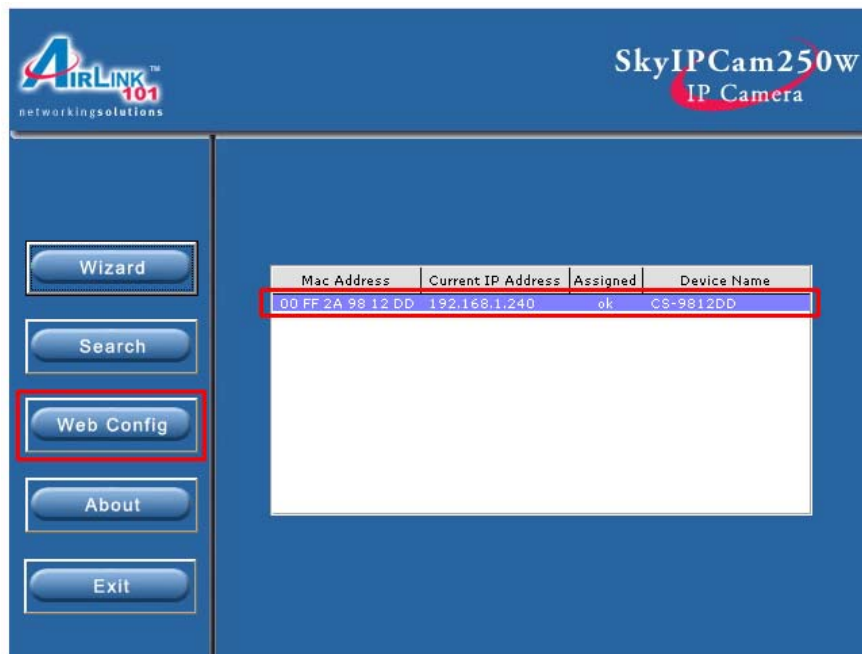 AIRLINK™
101
networkingsolutions
SkyIPCam250W
IP Camera
Wizard
Search
Web Config
About
Exit
Mac Address Current IP Address Assigned Device Name
00 FF 2A 98 12 DD 192.168.1.240 ok CS-9812DD